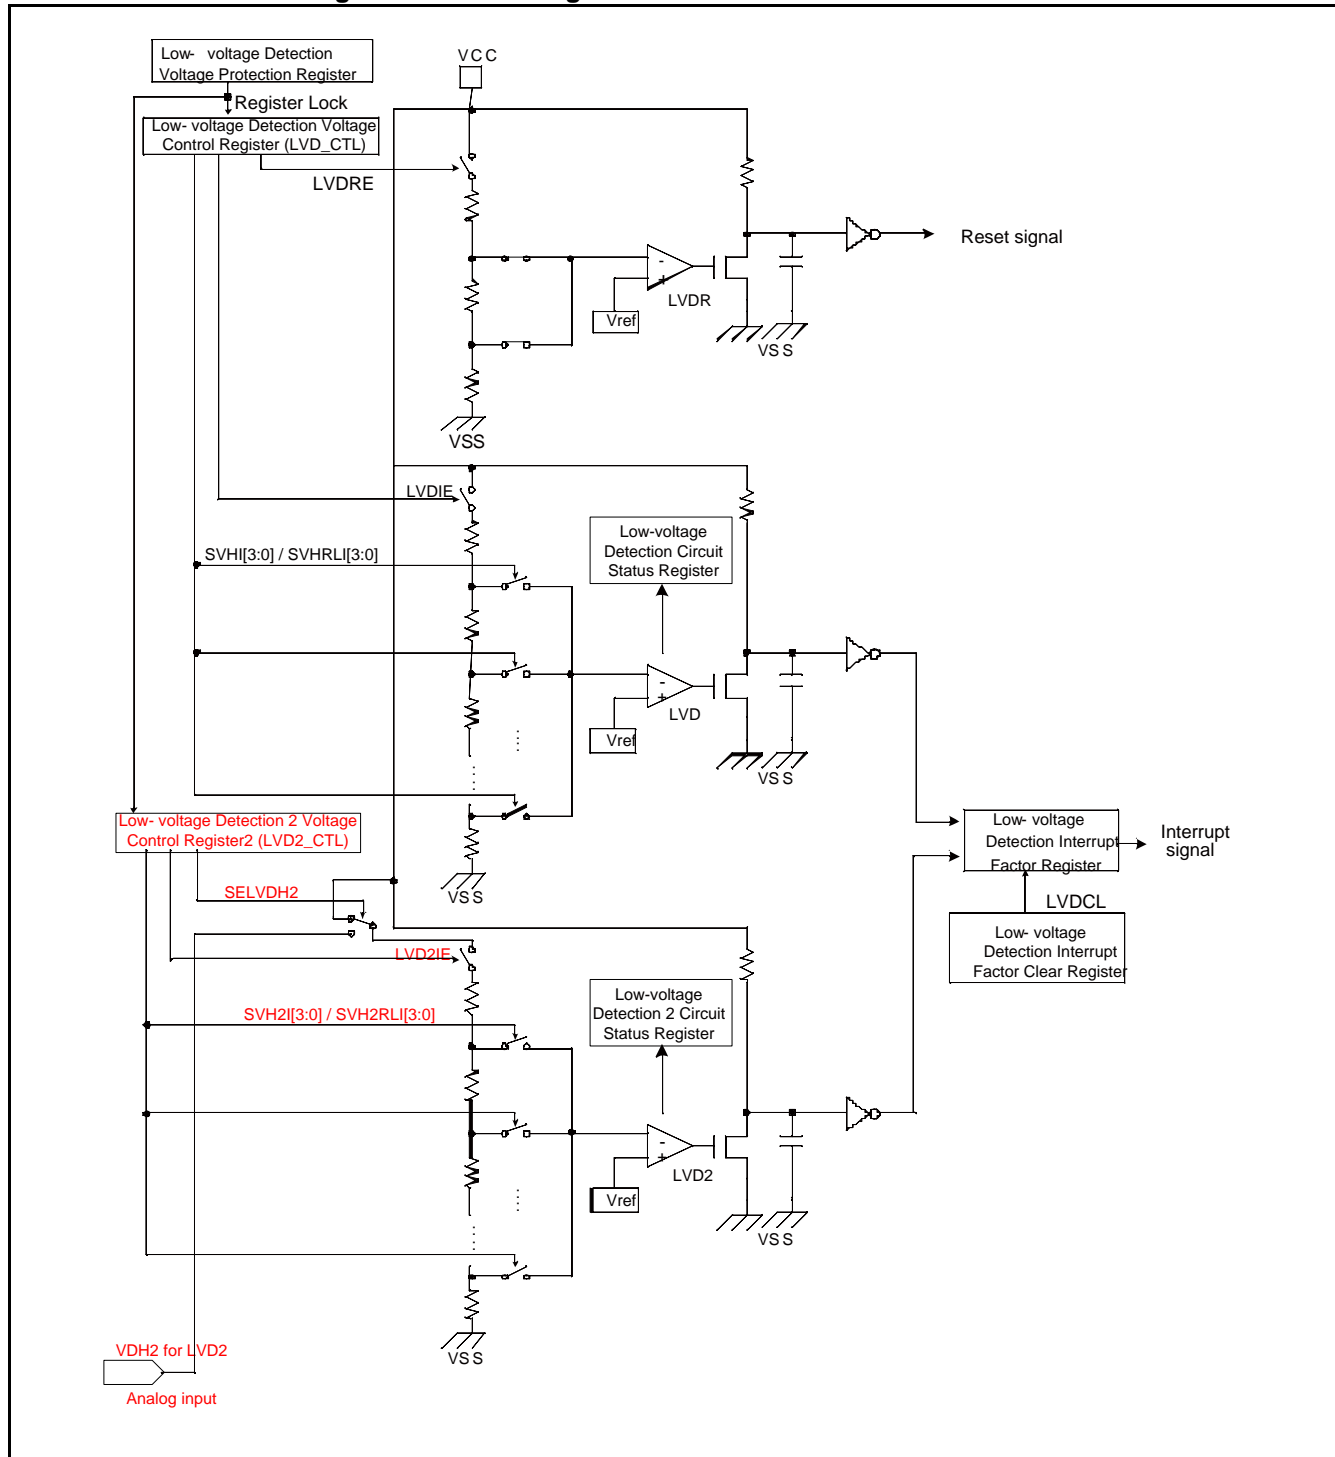 Low- voltage Detection
Voltage Protection Register
VCC
Register Lock
Low- voltage Detection Voltage
Control Register (LVD_CTL)
LVDRE
Reset signal
-
+
LVDR
Vref
VSS
VSS
LVDIE
Low-voltage
Detection Circuit
Status Register
SVHI[3:0] / SVHRLI[3:0]
-
+
LVD
Vref
VSS
Low- voltage Detection 2 Voltage
Control Register2 (LVD2_CTL)
Low- voltage
Detection Interrupt
Factor Register
Interrupt
signal
VSS
SELVDH2
LVDCL
Low- voltage
Detection Interrupt
Factor Clear Register
LVD2IE
Low-voltage
Detection 2 Circuit
Status Register
SVH2I[3:0] / SVH2RLI[3:0]
-
+
LVD2
Vref
VSS
VSS
VDH2 for LVD2
Analog input